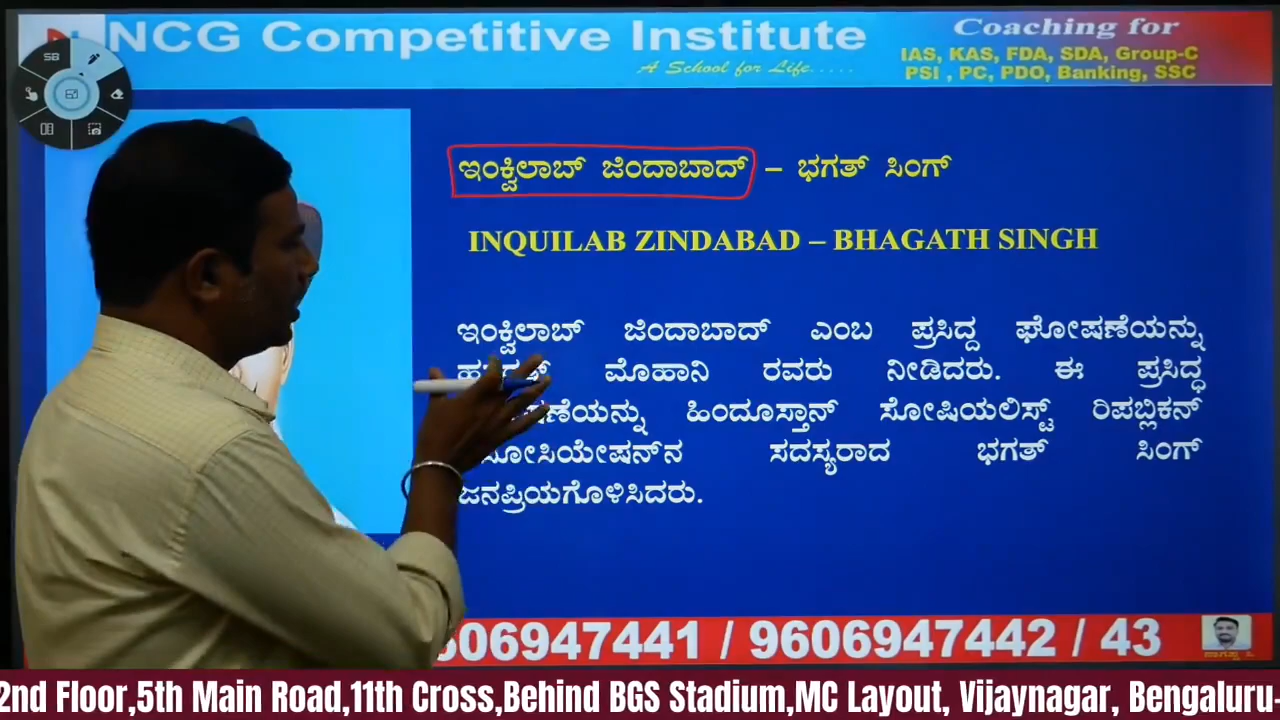 NCG Competitive Institute
A School for Life.....
Coaching for
IAS, KAS, FDA, SDA, Group-C
PSI , PC, PDO, Banking, SSC
SB
ಇಂಕ್ವಿಲಾಬ್ ಜಿಂದಾಬಾದ್ – ಭಗತ್ ಸಿಂಗ್
INQUILAB ZINDABAD – BHAGATH SINGH
ಇಂಕ್ವಿಲಾಬ್ ಜಿಂದಾಬಾದ್ ಎಂಬ ಪ್ರಸಿದ್ದ ಘೋಷಣೆಯನ್ನು
ಮೊಹಾನಿ ರವರು ನೀಡಿದರು. ಈ ಪ್ರಸಿದ್ಧ
ಹಿಂದೂಸ್ತಾನ್ ಸೋಷಿಯಲಿಸ್ಟ್ ರಿಪಬ್ಲಿಕನ್
ಸದಸ್ಯರಾದ ಭಗತ್ ಸಿಂಗ್
ಜನಪ್ರಿಯಗೊಳಿಸಿದರು.
606947441 / 9606947442 / 43
2nd Floor,5th Main Road,11th Cross,Behind BGS Stadium,MC Layout, Vijaynagar, Bengaluru-